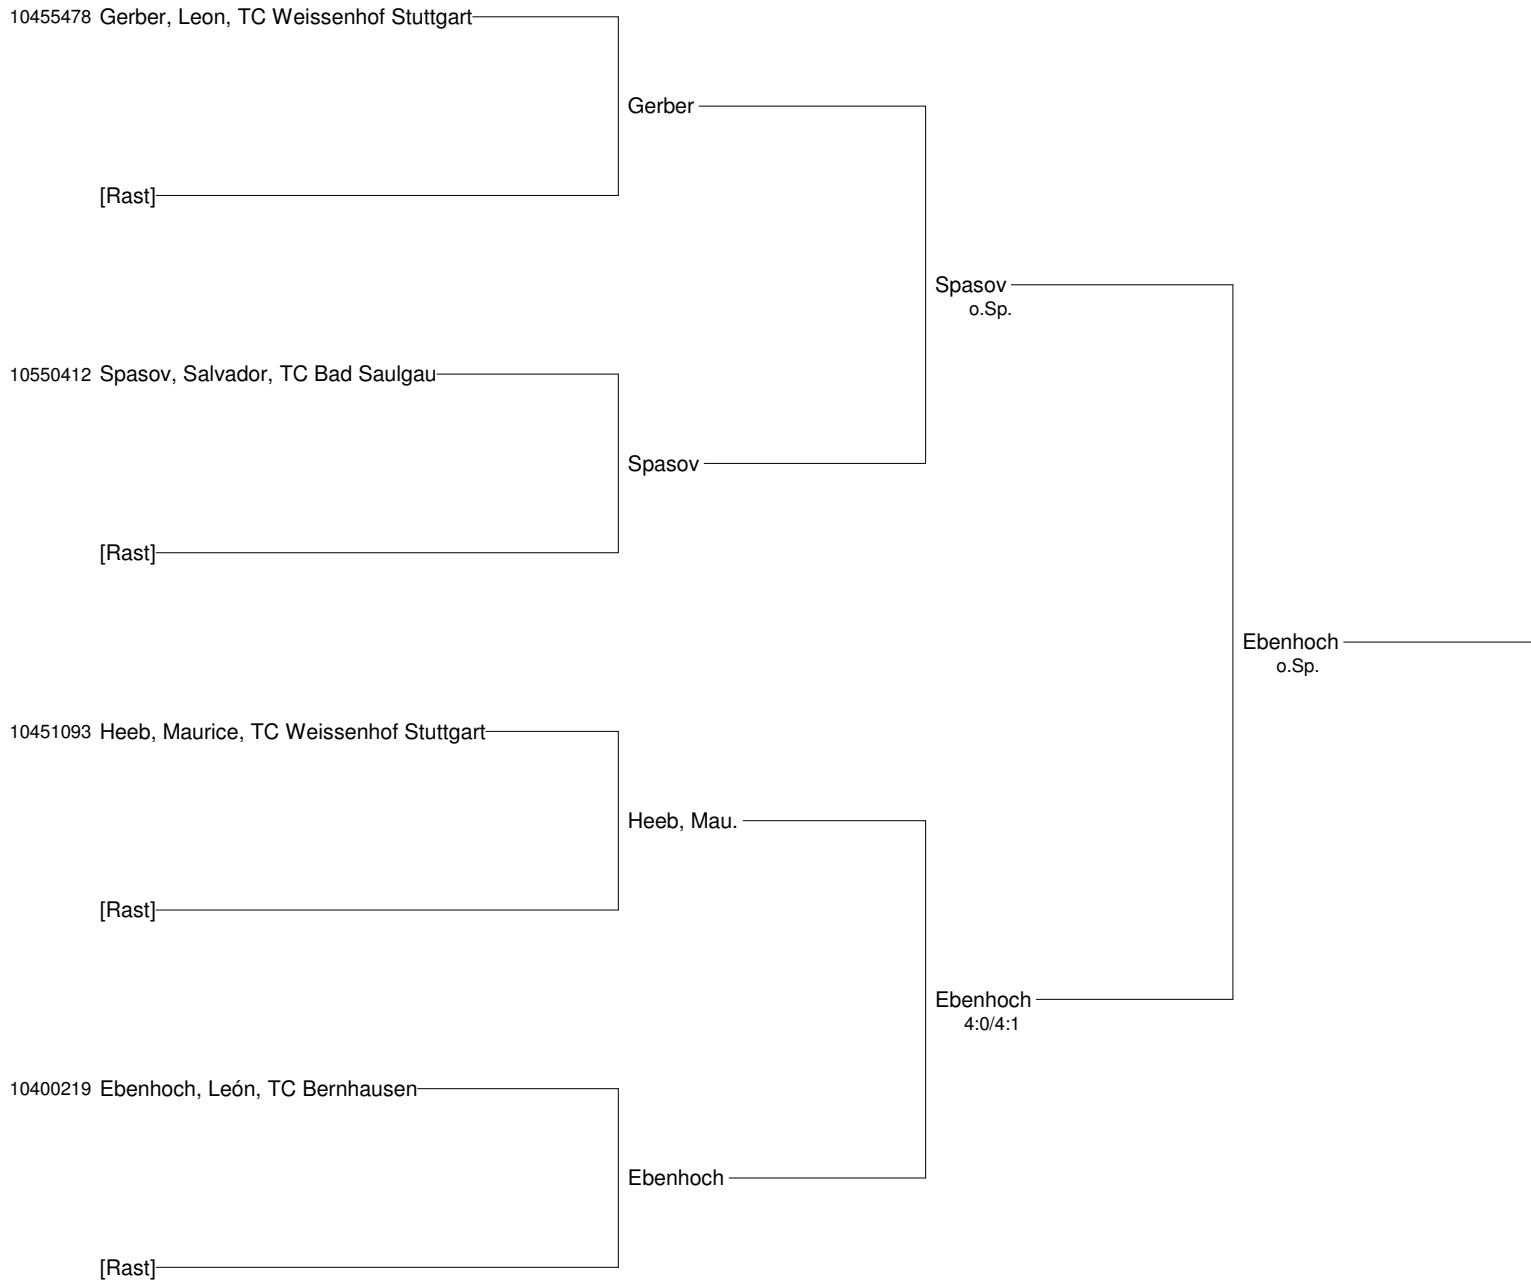 10455478 Gerber, Leon, TC Weissenhof Stuttgart
Gerber
[Rast]
Spasov
o.Sp.
10550412 Spasov, Salvador, TC Bad Saulgau
Spasov
[Rast]
Ebenhoch
o.Sp.
10451093 Heeb, Maurice, TC Weissenhof Stuttgart
Heeb, Mau.
[Rast]
Ebenhoch
4:0/4:1
10400219 Ebenhoch, León, TC Bernhausen
Ebenhoch
[Rast]